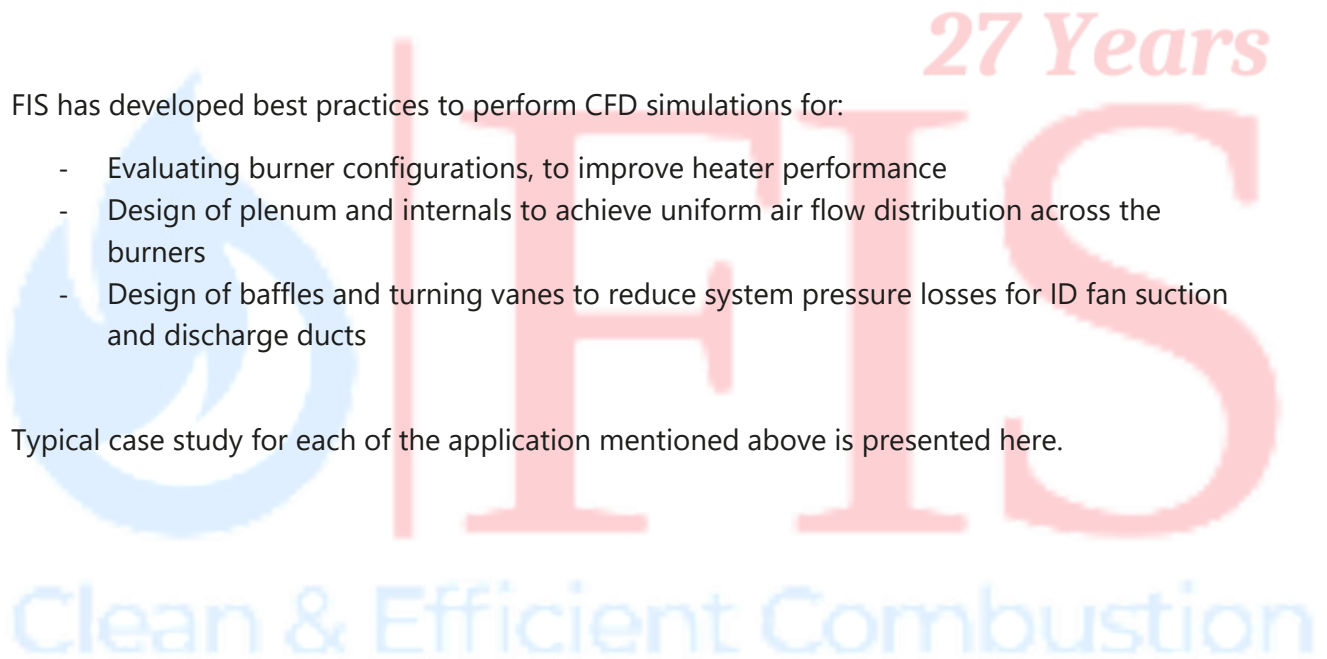 27 Years
FIS has developed best practices to perform CFD simulations for:
- Evaluating burner configurations, to improve heater performance
- Design of plenum and internals to achieve uniform air flow distribution across the
burners
- Design of baffles and turning vanes to reduce system pressure losses for ID fan suction
and discharge ducts
FIS
Typical case study for each of the application mentioned above is presented here.
Clean & Efficient Combustion